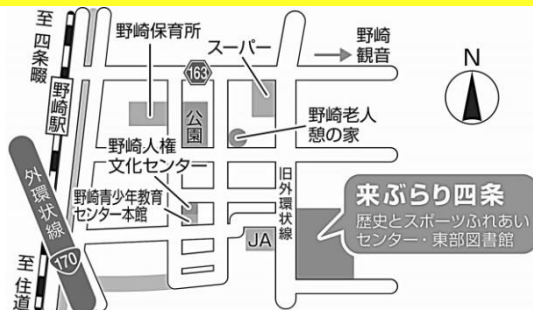 至 四条畷
野崎駅
外環状線
170
至 住道
野崎保育所
163
スーパー
野崎
観音
N
公園
野崎老人
憩の家
野崎人権
文化センター
野崎青少年教育
センター本館
旧外環状線
JA
来ぶらり四条
歴史とスポーツふれあい
センター・東部図書館